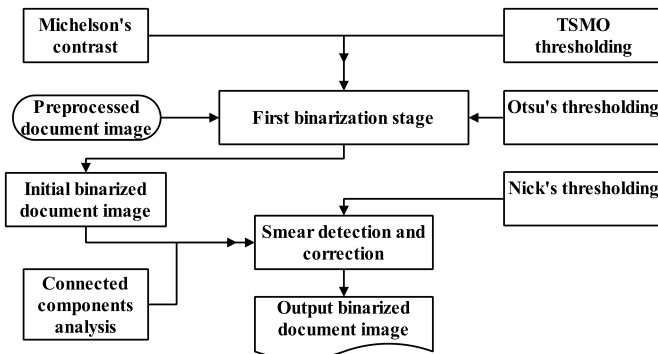 Michelson's
contrast
TSMO
thresholding
Preprocessed
document image
First binarization stage
Otsu's thresholding
Initial binarized
document image
Nick's thresholding
Smear detection and
correction
Connected
components
analysis
Output binarized
document image